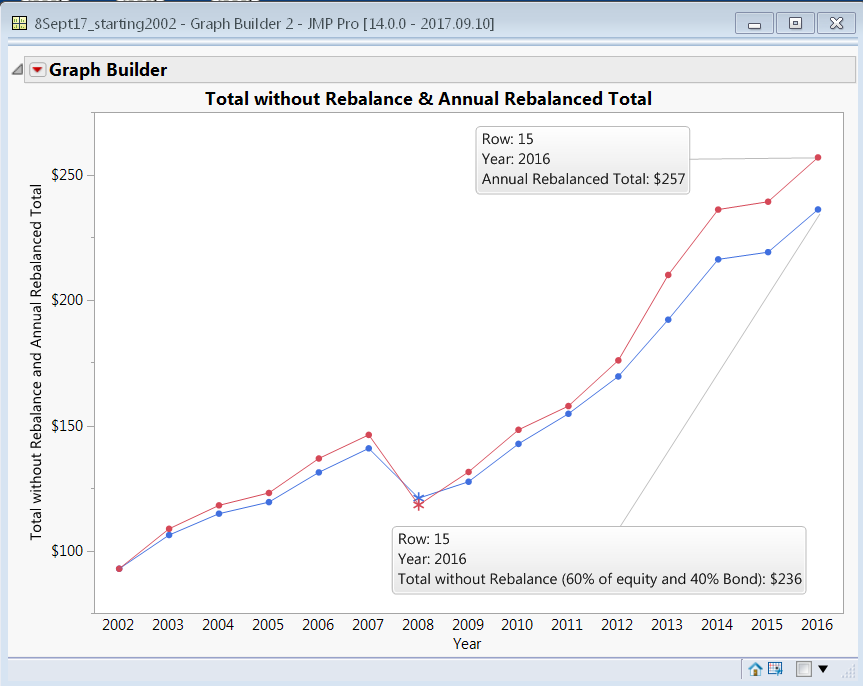 8Sept17_starting2002 - Graph Builder 2 - JMP Pro [14.0.0 - 2017.09.10]
Graph Builder
Total without Rebalance & Annual Rebalanced Total
Row: 15
Year: 2016
Annual Rebalanced Total: $257
$250
$200
$150
$100
Total without Rebalance and Annual Rebalanced Total
Row: 15
Year: 2016
Total without Rebalance (60% of equity and 40% Bond): $236
2002 2003 2004 2005 2006 2007 2008 2009 2010 2011 2012 2013 2014 2015 2016
Year